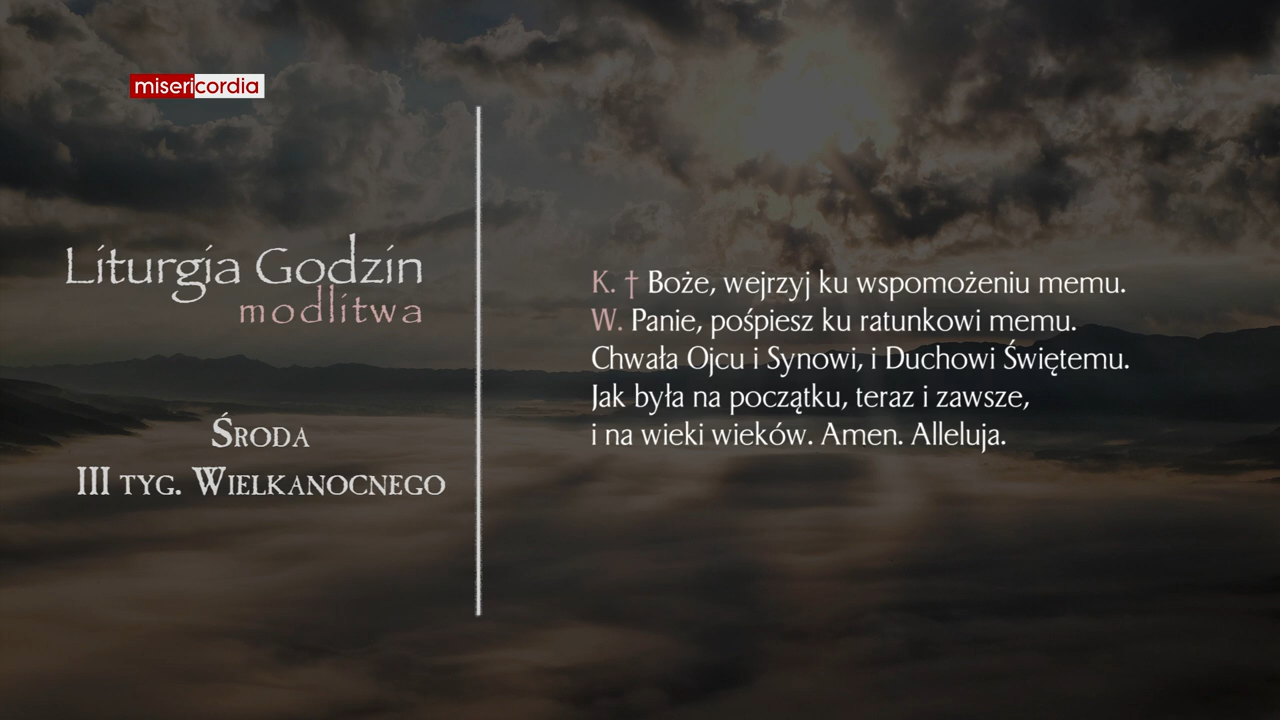 misericordia
Liturgia Godzin
modlitwa
Środa
III tyg. Wielkanocnego
K. † Boże, wejrzyj ku wspomożeniu memu.
W. Panie, pośpiesz ku ratunkowi memu.
Chwała Ojcu i Synowi, i Duchowi Świętemu.
Jak była na początku, teraz i zawsze,
i na wieki wieków. Amen. Alleluja.